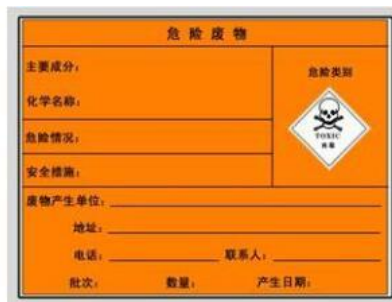 危险废物
主要成分：
危险类别
化学名称：
TOXIC
危险情况：
安全措施：
废物产生单位：
地址：
电话： 联系人：
批次： 数量： 产生日期：